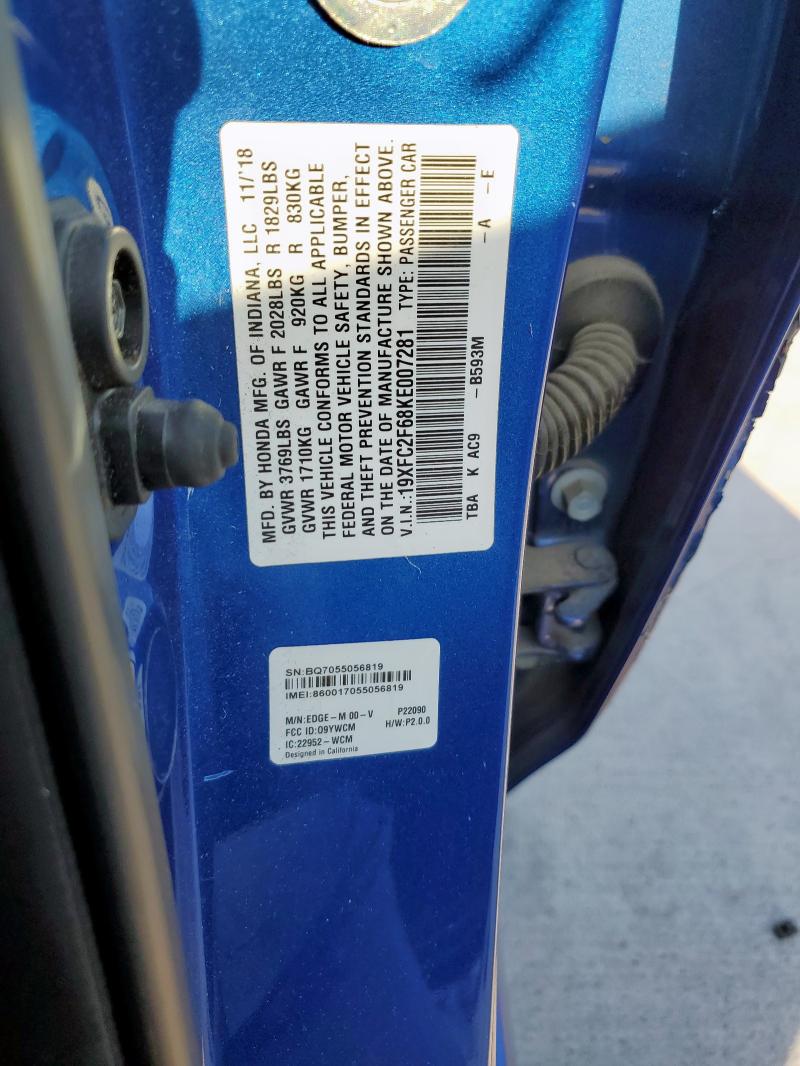 MFD. BY HONDA MFG. OF INDIANA, LLC 11/'18
GVWR 3769LBS GAWR F 2028LBS R 1829LBS
GVWR 1710KG GAWR F 920KG R 830KG
THIS VEHICLE CONFORMS TO ALL APPLICABLE
FEDERAL MOTOR VEHICLE SAFETY, BUMPER,
AND THEFT PREVENTION STANDARDS IN EFFECT
ON THE DATE OF MANUFACTURE SHOWN ABOVE.
V.I.N.:19XFC2F68KE007281 TYPE: PASSENGER CAR
TBA K AC9 -B593M -A -E
SN:BQ7055056819
IMEI:860017055056819
M/N:EDGE-M 00-V P22090
FCC ID:O9YWCM H/W:P2.0.0
IC:22952-WCM
Designed in California